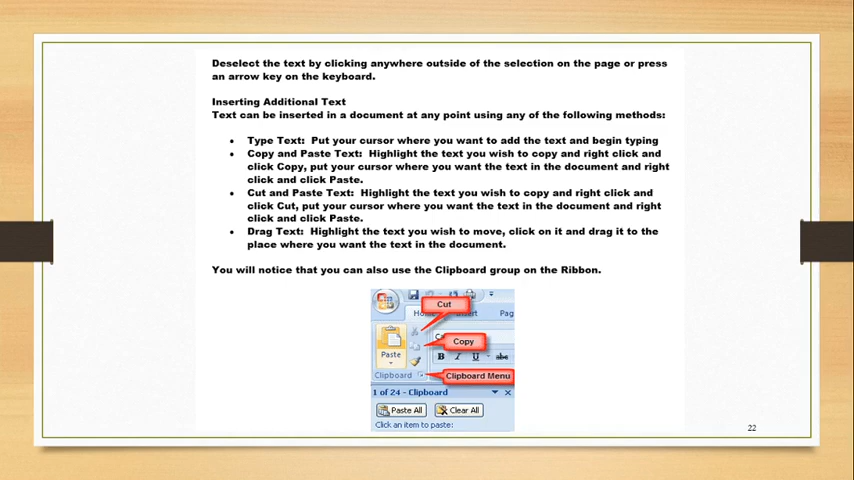 Deselect the text by clicking anywhere outside of the selection on the page or press
an arrow key on the keyboard.
Inserting Additional Text
Text can be inserted in a document at any point using any of the following methods:
• Type Text:  Put your cursor where you want to add the text and begin typing
• Copy and Paste Text:  Highlight the text you wish to copy and right click and
click Copy, put your cursor where you want the text in the document and right
click and click Paste.
• Cut and Paste Text:  Highlight the text you wish to copy and right click and
click Cut, put your cursor where you want the text in the document and right
click and click Paste.
• Drag Text:  Highlight the text you wish to move, click on it and drag it to the
place where you want the text in the document.
You will notice that you can also use the Clipboard group on the Ribbon.
Cut
Copy
Paste
B I U abc
Clipboard
Clipboard Menu
1 of 24 - Clipboard
Paste All Clear All
Click an item to paste:
22